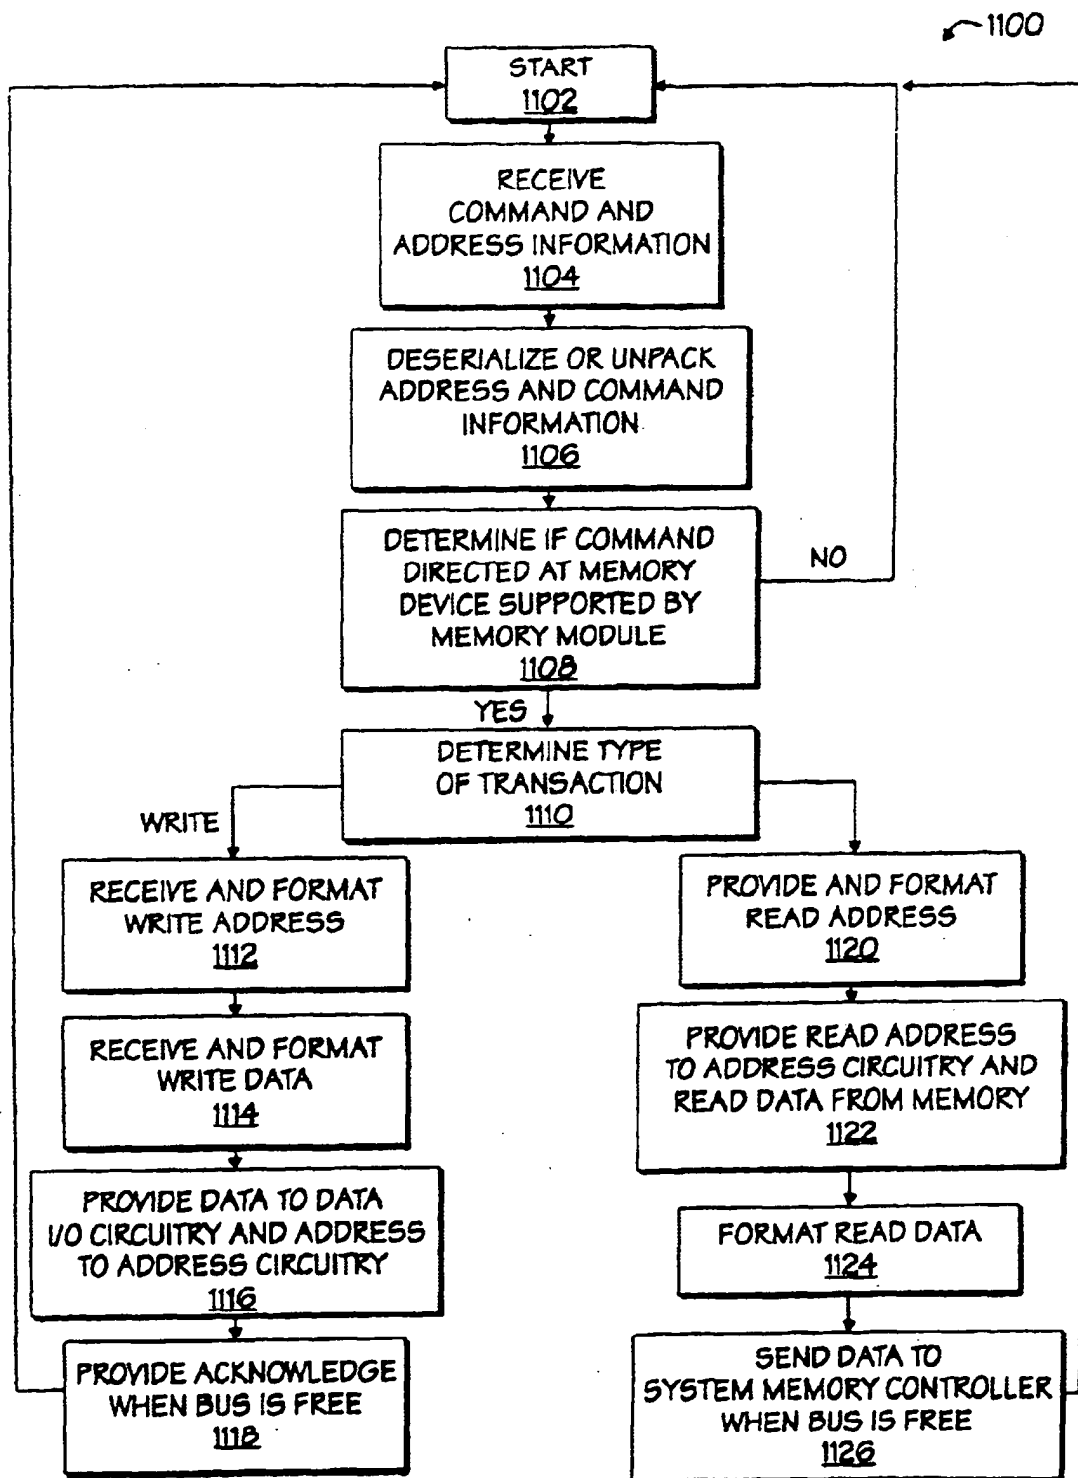 1100
START
1102
RECEIVE
COMMAND AND
ADDRESS INFORMATION
1104
DESERIALIZE OR UNPACK
ADDRESS AND COMMAND
INFORMATION
1106
DETERMINE IF COMMAND
DIRECTED AT MEMORY
DEVICE SUPPORTED BY
MEMORY MODULE
1108
NO
YES
DETERMINE TYPE
OF TRANSACTION
1110
WRITE
RECEIVE AND FORMAT
WRITE ADDRESS
1112
RECEIVE AND FORMAT
WRITE DATA
1114
PROVIDE DATA TO DATA
I/O CIRCUITRY AND ADDRESS
TO ADDRESS CIRCUITRY
1116
PROVIDE ACKNOWLEDGE
WHEN BUS IS FREE
1118
PROVIDE AND FORMAT
READ ADDRESS
1120
PROVIDE READ ADDRESS
TO ADDRESS CIRCUITRY AND
READ DATA FROM MEMORY
1122
FORMAT READ DATA
1124
SEND DATA TO
SYSTEM MEMORY CONTROLLER
WHEN BUS IS FREE
1126